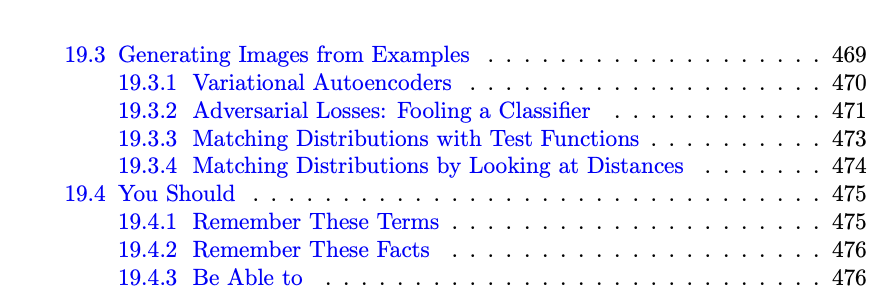 19.3 Generating Images from Examples . . . . . . . . . . . . . . . . . . . 469
19.3.1 Variational Autoencoders . . . . . . . . . . . . . . . . . . . . 470
19.3.2 Adversarial Losses: Fooling a Classifier . . . . . . . . . . . . 471
19.3.3 Matching Distributions with Test Functions . . . . . . . . . . 473
19.3.4 Matching Distributions by Looking at Distances . . . . . . . 474
19.4 You Should . . . . . . . . . . . . . . . . . . . . . . . . . . . . . . . . 475
19.4.1 Remember These Terms . . . . . . . . . . . . . . . . . . . . . 475
19.4.2 Remember These Facts . . . . . . . . . . . . . . . . . . . . . 476
19.4.3 Be Able to . . . . . . . . . . . . . . . . . . . . . . . . . . . . 476